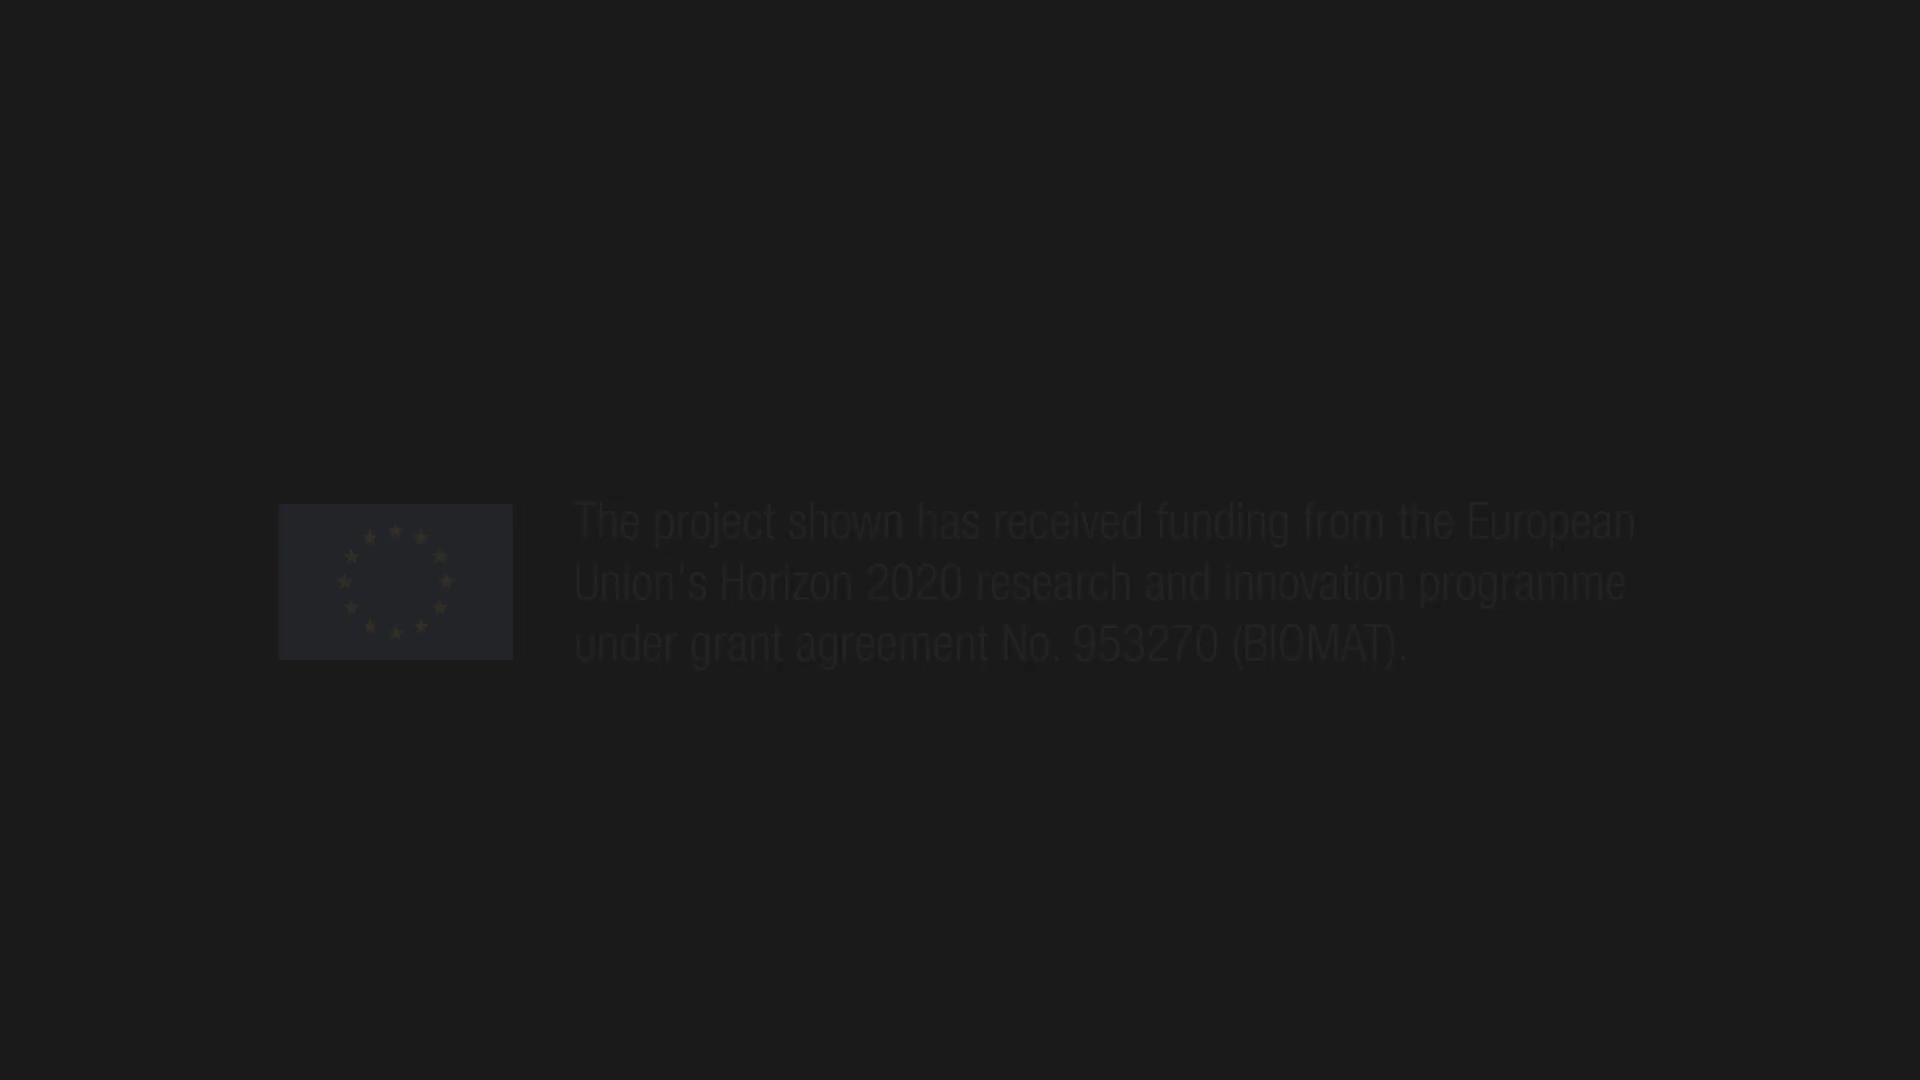 The project shown has received funding from the European
Union's Horizon 2020 research and innovation programme
under grant agreement No. 953270 (BIOMAT).